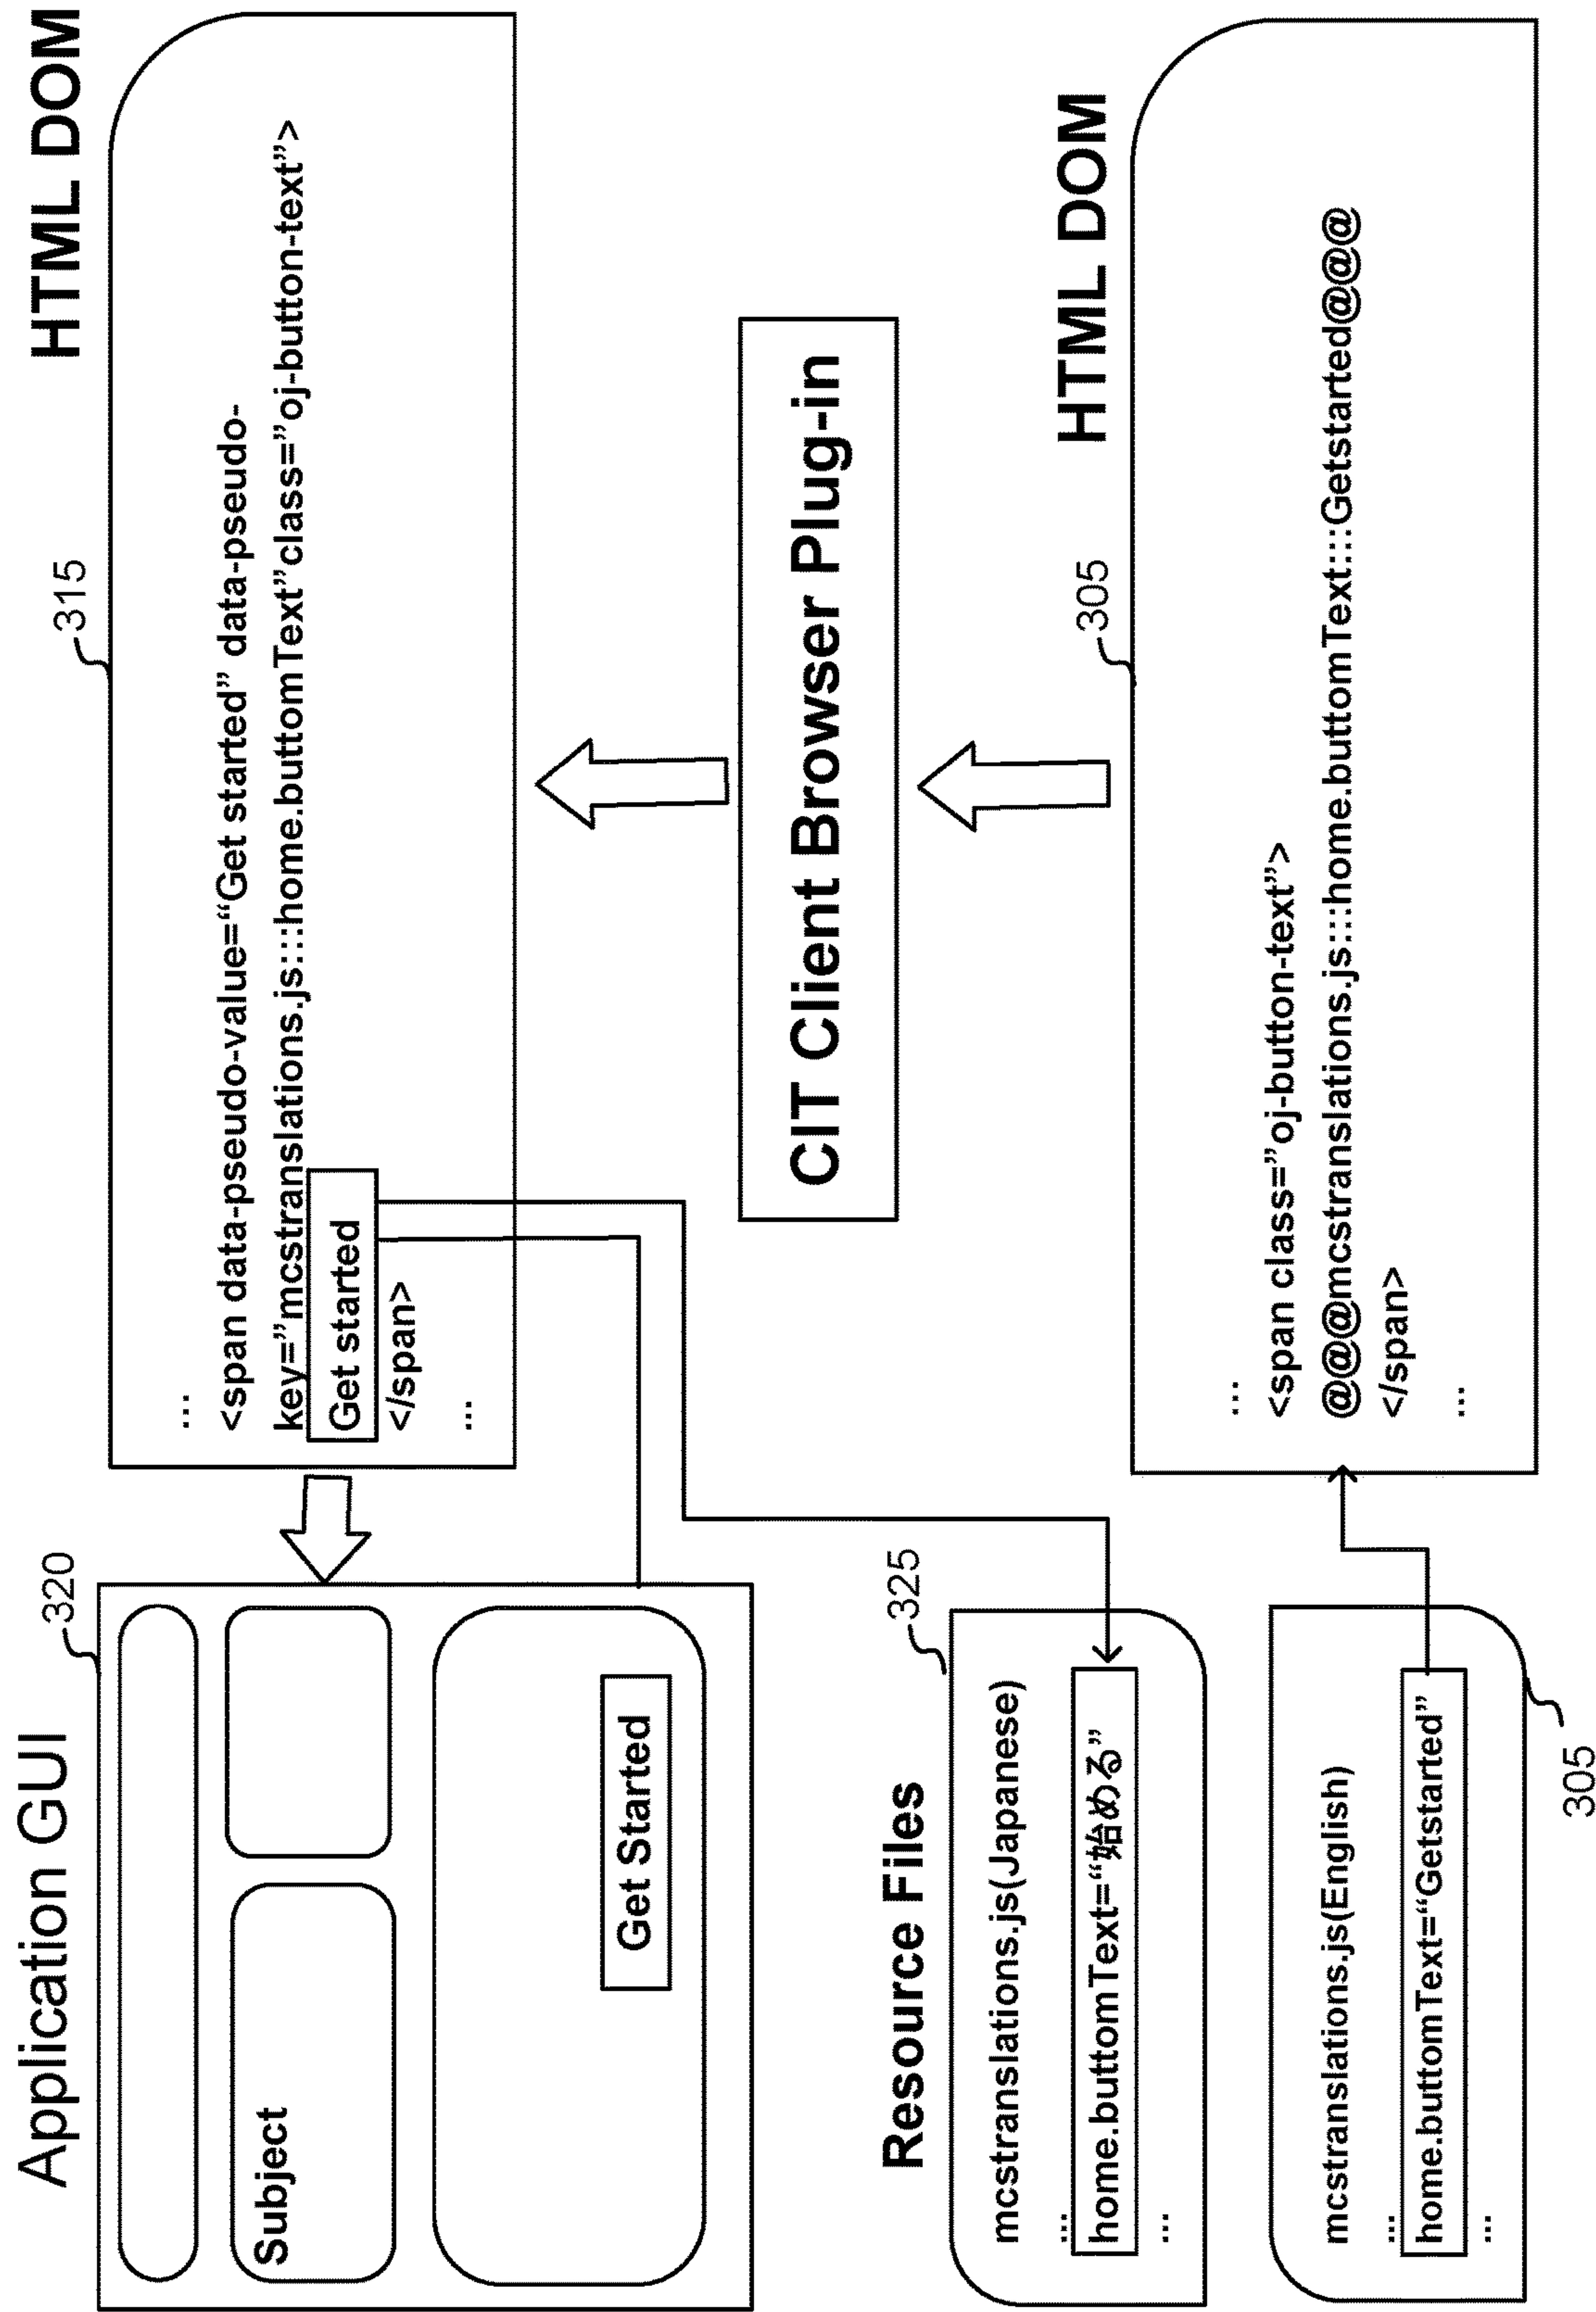 Application GUI
320
Subject
Get Started
HTML DOM
315
...
<span data-pseudo-value=“Get started” data-pseudo-
key=”mcstranslations.js:::home.buttomText”class=”oj-button-text”>
Get started
</span>
...
CIT Client Browser Plug-in
Resource Files
325
mcstranslations.js(Japanese)
...
home.buttomText=“始める”
...
mcstranslations.js(English)
...
home.buttomText=“Getstarted”
...
305
HTML DOM
305
...
<span class=”oj-button-text”>
@@@mcstranslations.js:::home.buttomText:::Getstarted@@@
</span>
...